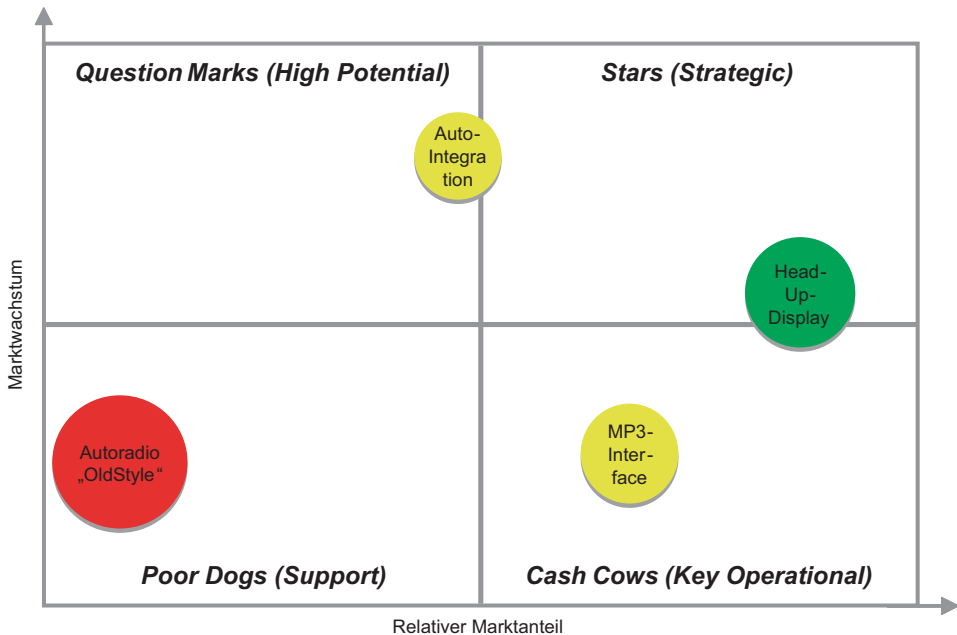 Question Marks (High Potential)
Stars (Strategic)
Auto-
Integra
tion
Head-
Up-
Display
Marktwachstum
Autoradio
„OldStyle“
MP3-
Inter-
face
Poor Dogs (Support)
Cash Cows (Key Operational)
Relativer Marktanteil